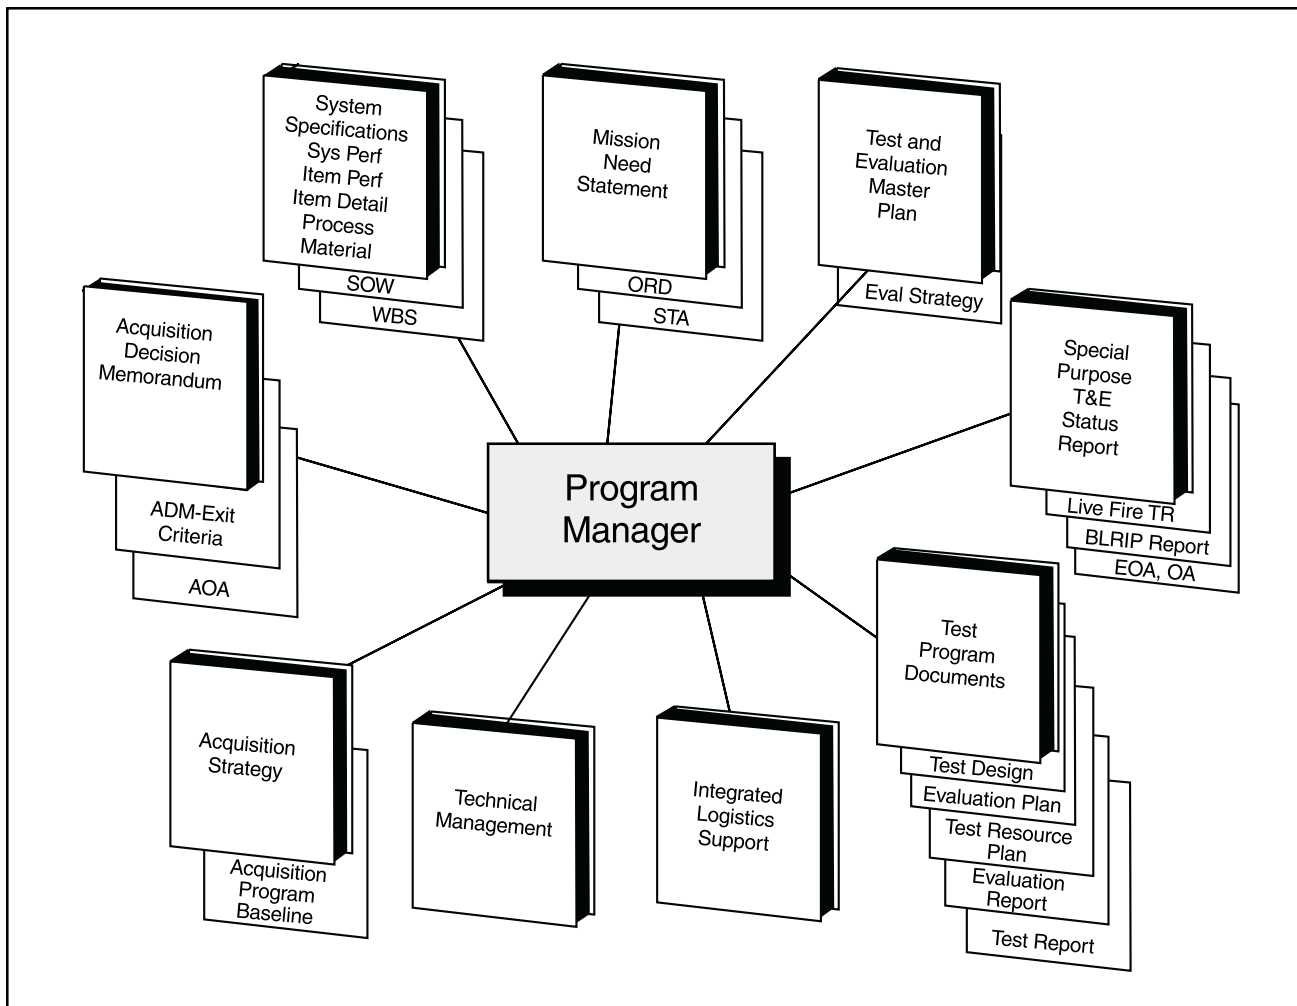 System
Specifications
Sys Perf
Item Perf
Item Detail
Process
Material
SOW
WBS
Mission
Need
Statement
ORD
STA
Test and
Evaluation
Master
Plan
Eval Strategy
Acquisition
Decision
Memorandum
ADM-Exit
Criteria
AOA
Special
Purpose
T&E
Status
Report
Live Fire TR
BLRIP Report
EOA, OA
Program
Manager
Acquisition
Strategy
Acquisition
Program
Baseline
Technical
Management
Integrated
Logistics
Support
Test
Program
Documents
Test Design
Evaluation Plan
Test Resource
Plan
Evaluation
Report
Test Report